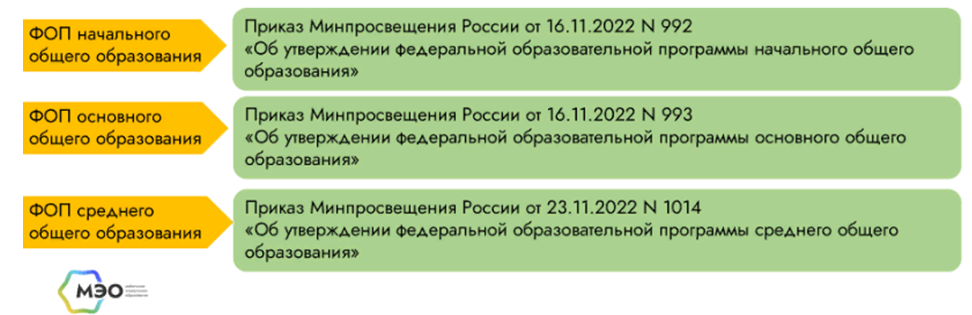 ФОП начального
общего образования
Приказ Минпросвещения России от 16.11.2022 N 992
«Об утверждении федеральной образовательной программы начального общего
образования»
ФОП основного
общего образования
Приказ Минпросвещения России от 16.11.2022 N 993
«Об утверждении федеральной образовательной программы основного общего
образования»
ФОП среднего
общего образования
Приказ Минпросвещения России от 23.11.2022 N 1014
«Об утверждении федеральной образовательной программы среднего общего
образования»
МЭО